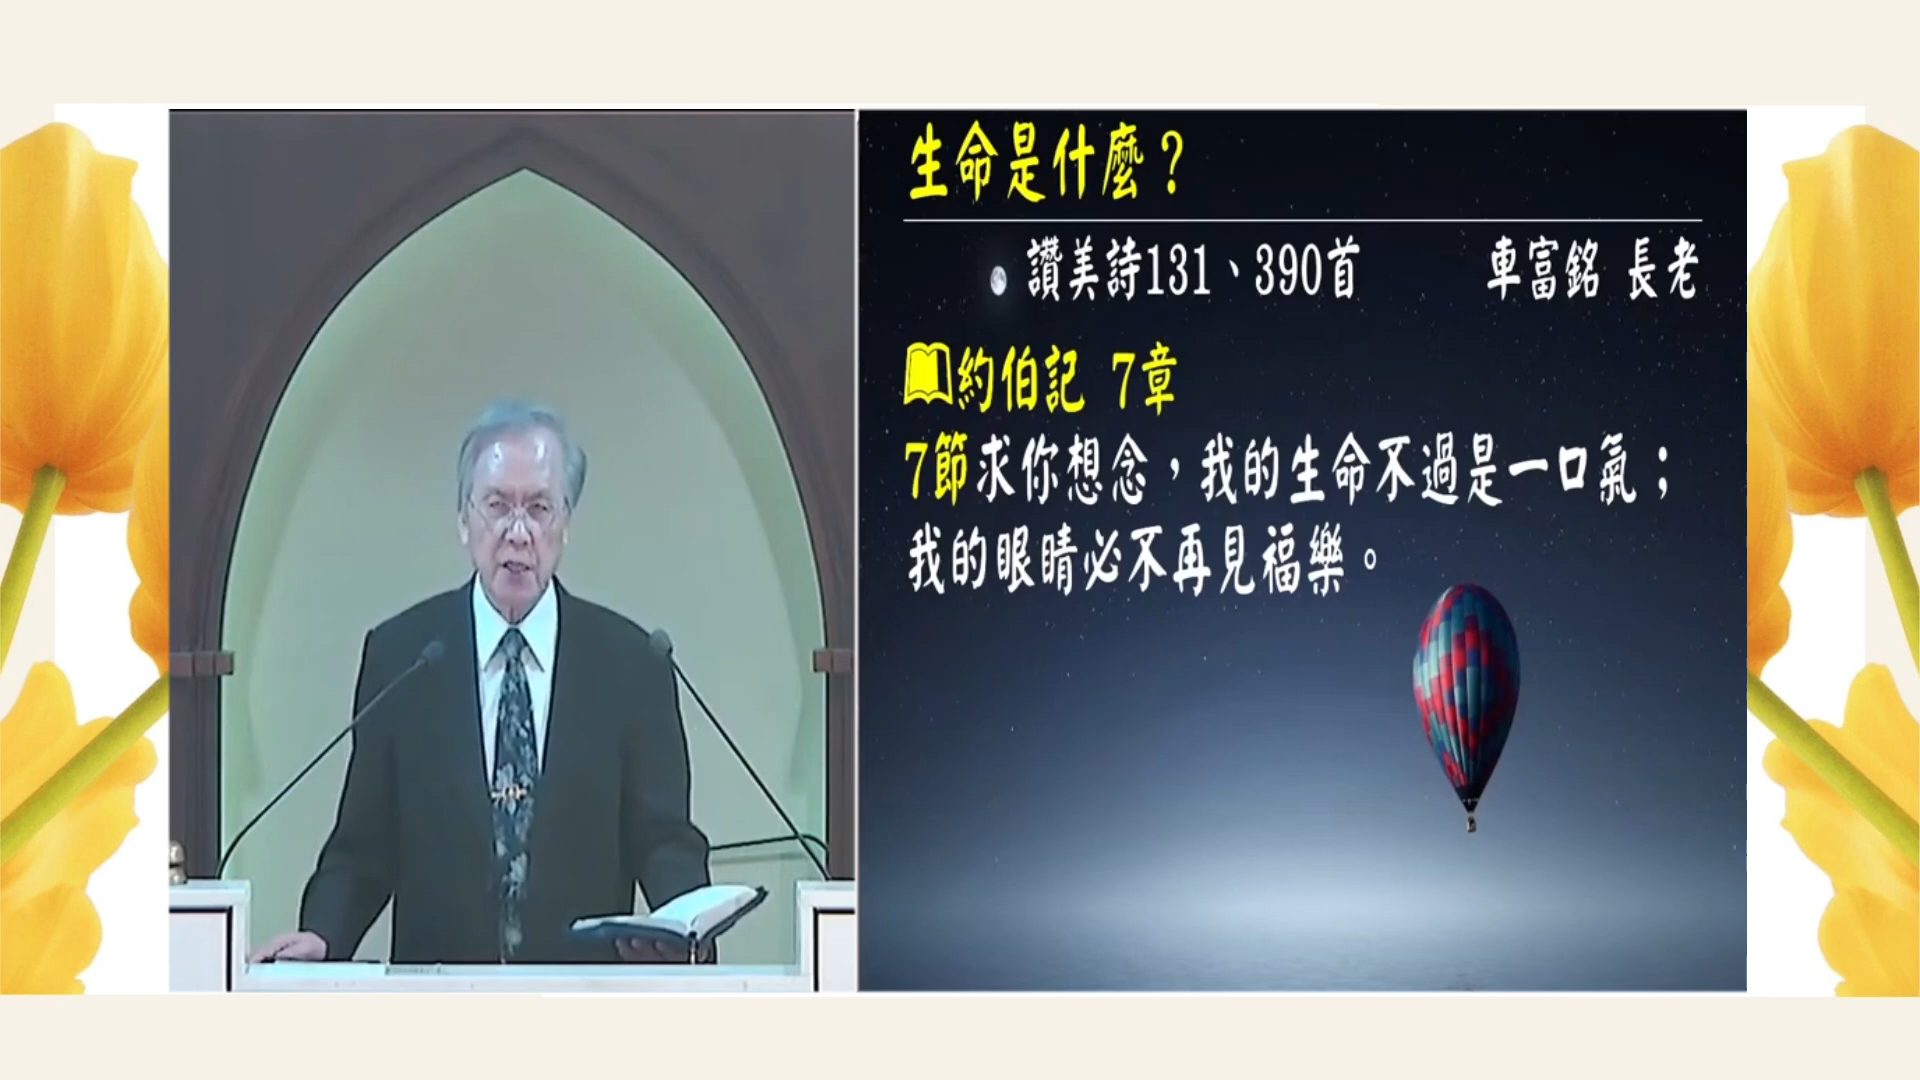 生命是什麼？
讚美詩131、390首 車富銘 長老
約伯記 7章
7節求你想念，我的生命不過是一口氣；
我的眼睛必不再見福樂。